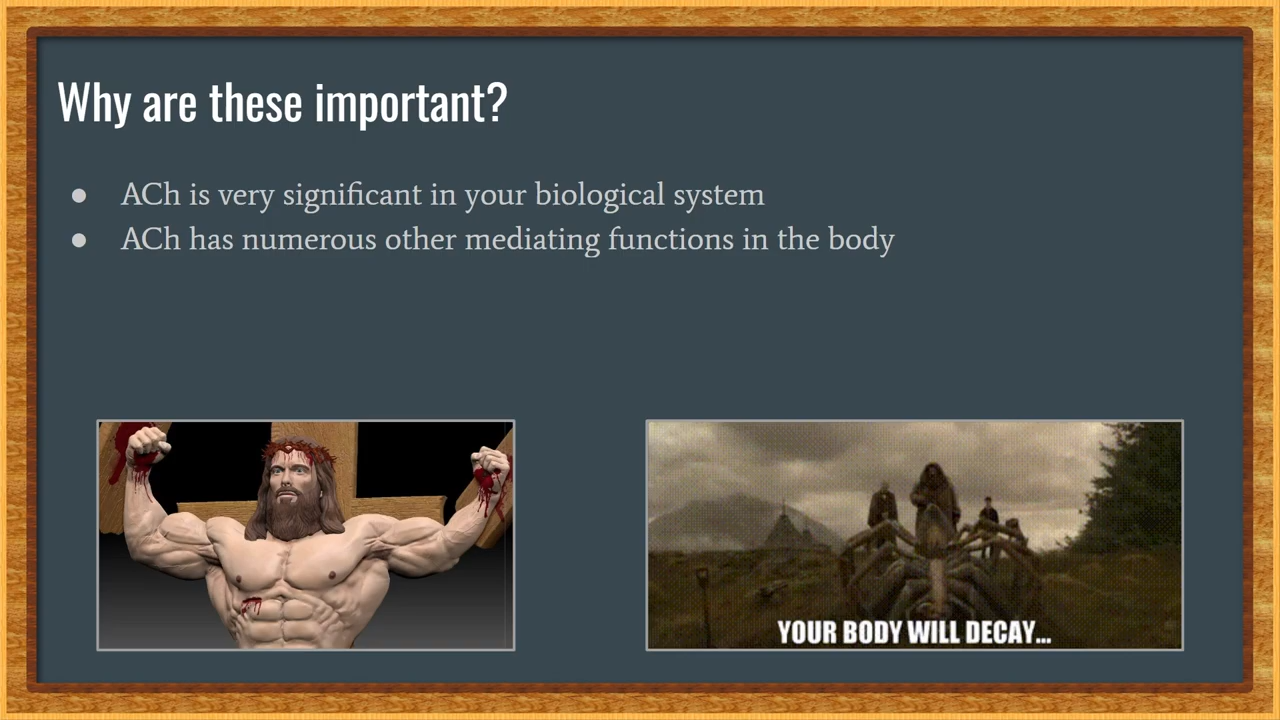 Why are these important?
● ACh is very significant in your biological system
● ACh has numerous other mediating functions in the body
YOUR BODY WILL DECAY...